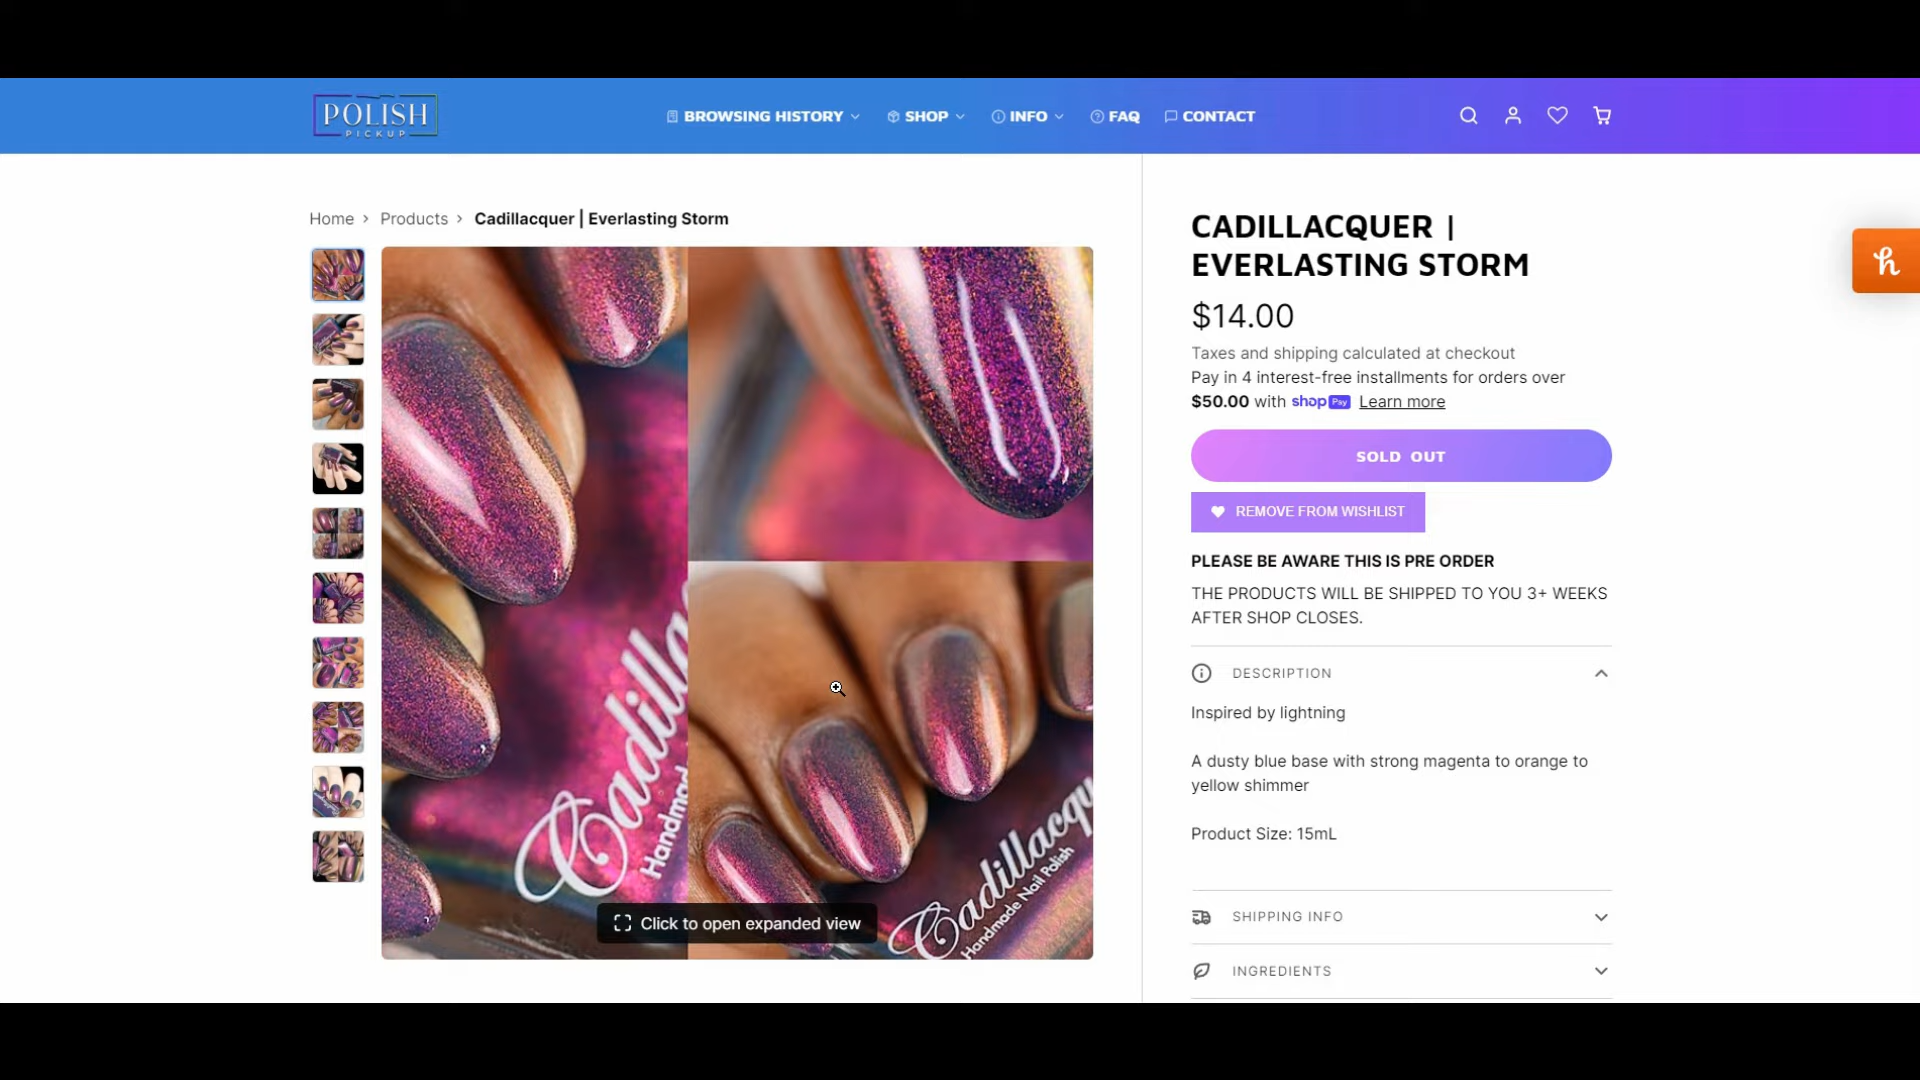 POLISH
PICKUP
BROWSING HISTORY
SHOP
INFO
FAQ
CONTACT
Home > Products > Cadillacquer | Everlasting Storm
CADILLACQUER |
EVERLASTING STORM
$14.00
Taxes and shipping calculated at checkout
Pay in 4 interest-free installments for orders over
$50.00 with shop Pay Learn more
SOLD OUT
REMOVE FROM WISHLIST
PLEASE BE AWARE THIS IS PRE ORDER
THE PRODUCTS WILL BE SHIPPED TO YOU 3+ WEEKS
AFTER SHOP CLOSES.
DESCRIPTION
Inspired by lightning
A dusty blue base with strong magenta to orange to
yellow shimmer
Product Size: 15mL
SHIPPING INFO
INGREDIENTS
Cadilla
Handmad
Cadillacqu
Handmade Nail Polish
Click to open expanded view
h